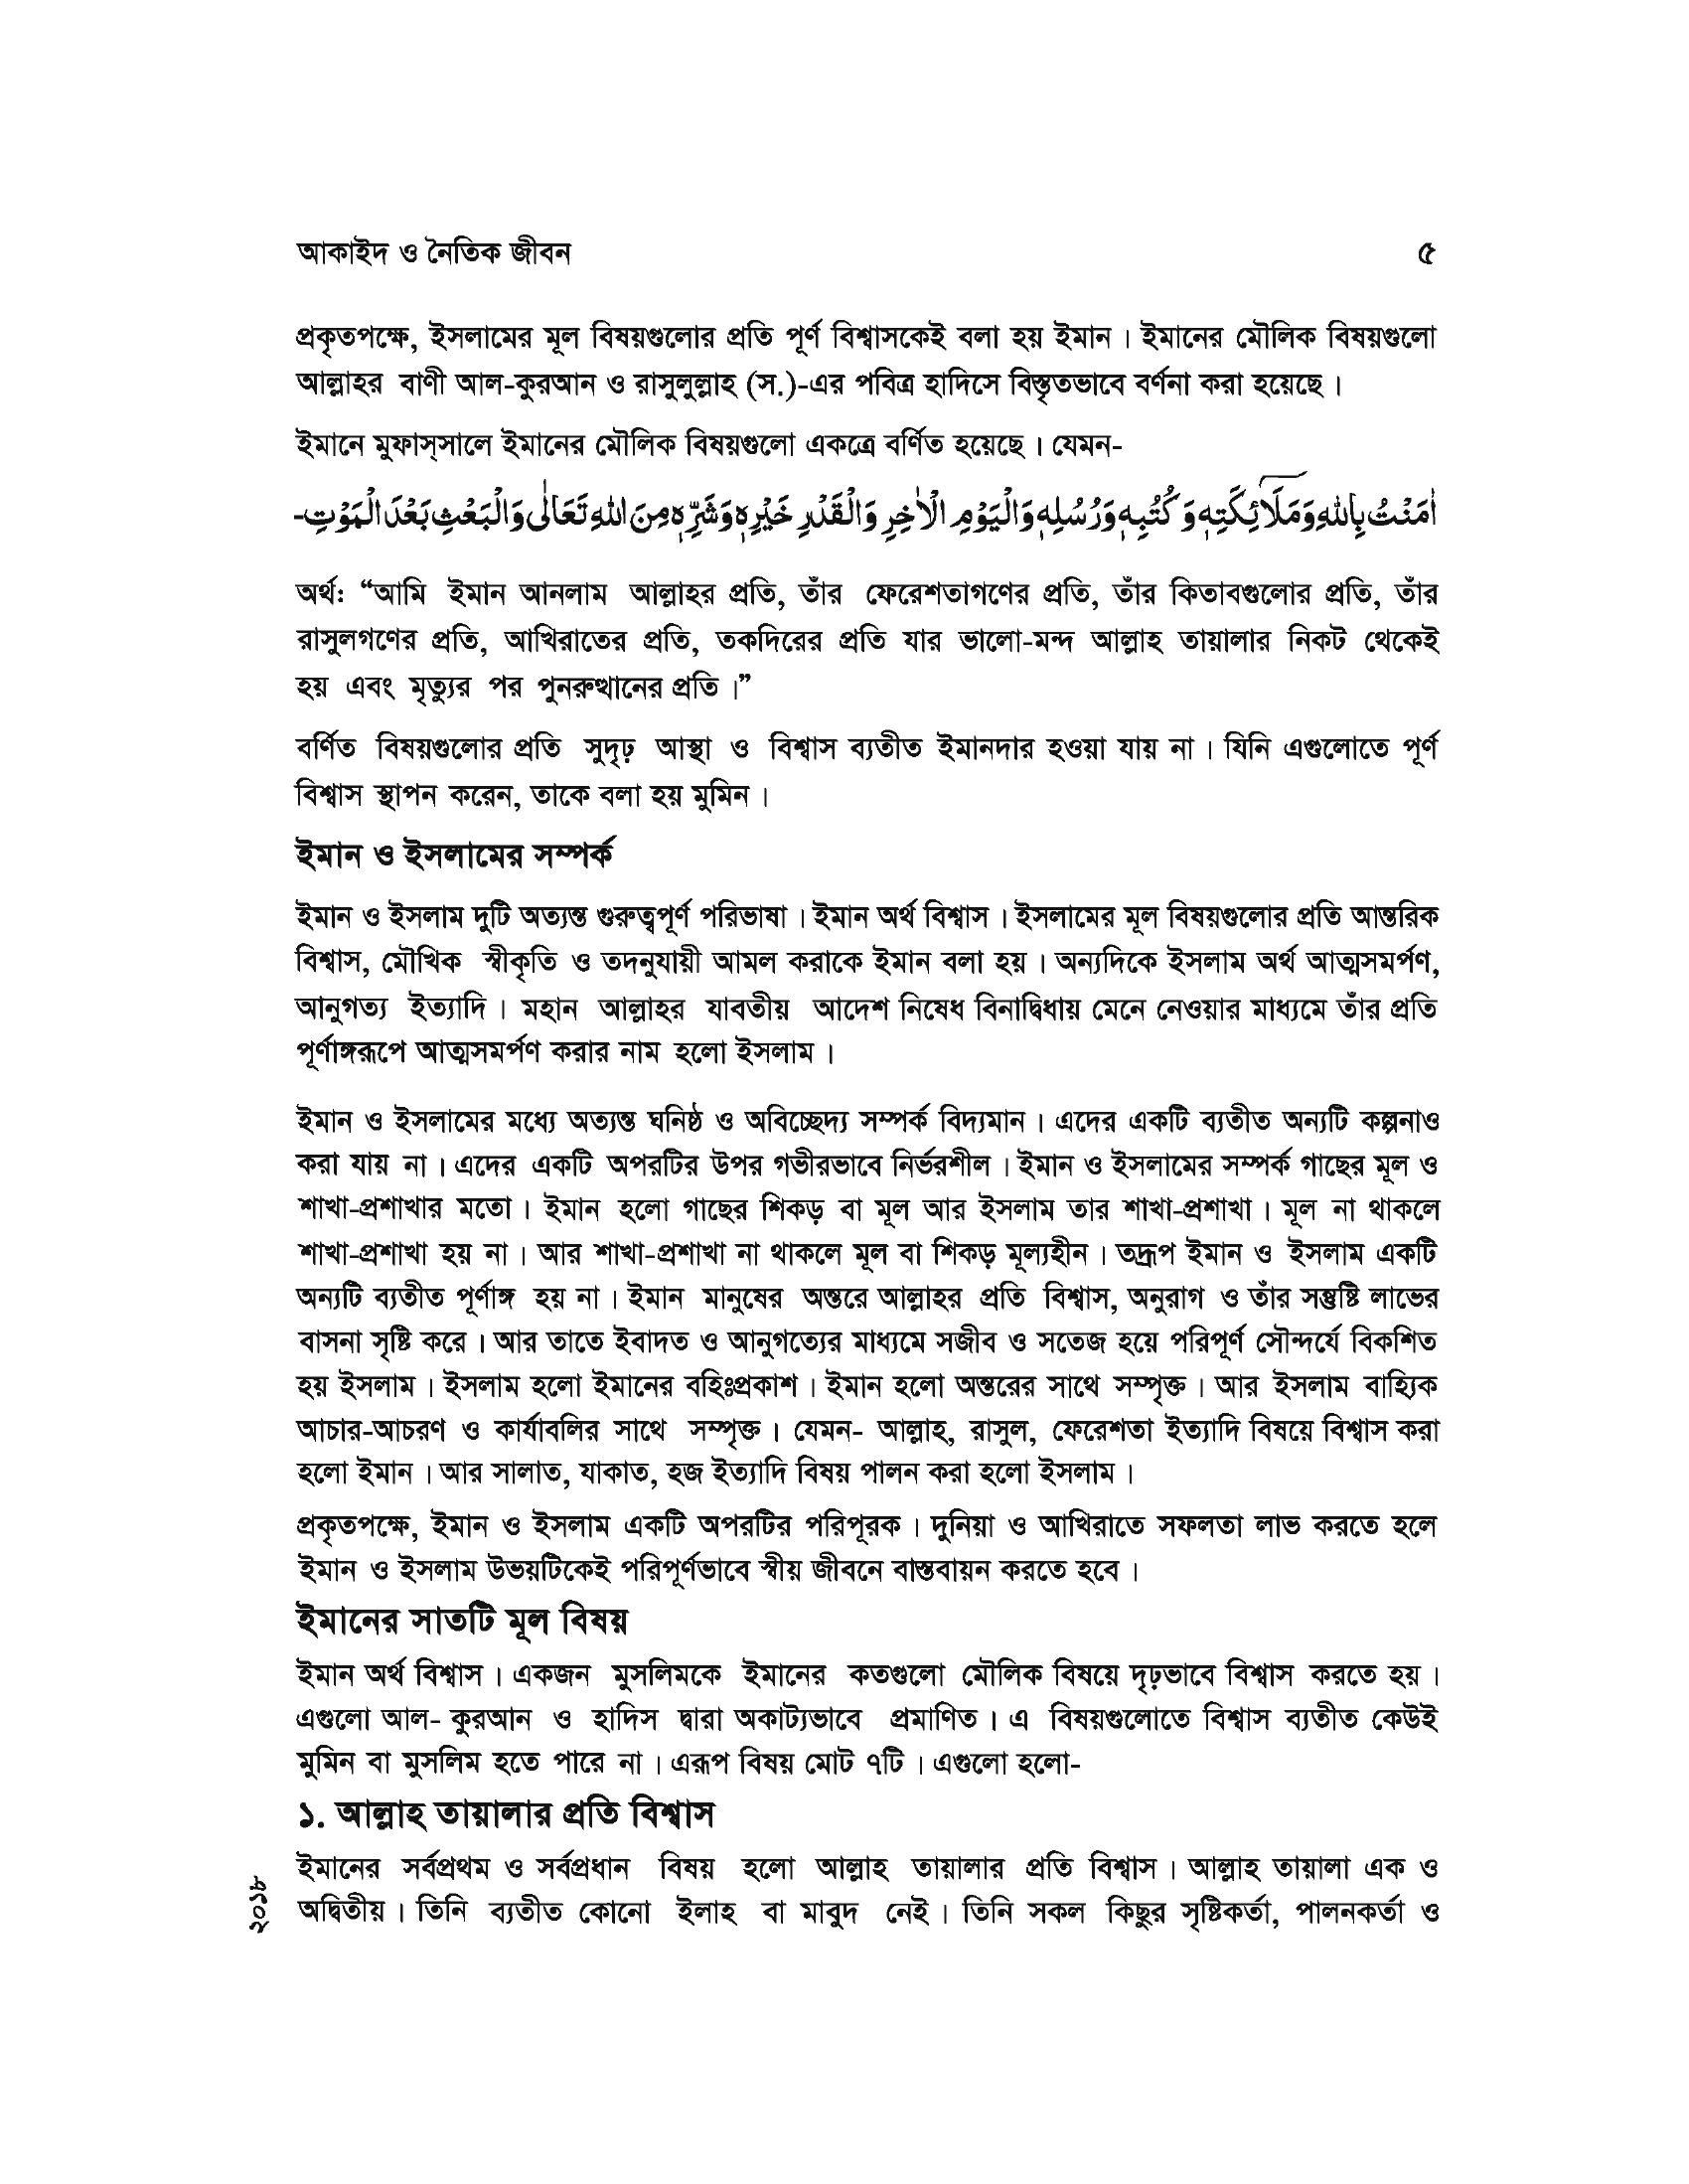 আকাইদ ও নৈতিক জীবন ৫
প্রকৃতপক্ষে, ইসলামের মূল বিষয়গুলোর প্রতি পূর্ণ বিশ্বাসকেই বলা হয় ইমান। ইমানের মৌলিক বিষয়গুলো
আল্লাহর বাণী আল-কুরআন ও রাসুলুল্লাহ (স.)-এর পবিত্র হাদিসে বিস্তৃতভাবে বর্ণনা করা হয়েছে।
ইমানে মুফাস্সালে ইমানের মৌলিক বিষয়গুলো একত্রে বর্ণিত হয়েছে। যেমন-
اٰمَنْتُ بِاللهِ وَمَلَآئِكَتِهٖ وَكُتُبِهٖ وَرُسُلِهٖ وَالْيَوْمِ الْاٰخِرِ وَالْقَدْرِ خَيْرِهٖ وَشَرِّهٖ مِنَ اللهِ تَعَالٰى وَالْبَعْثِ بَعْدَ الْمَوْتِ-
অর্থ: “আমি ইমান আনলাম আল্লাহর প্রতি, তাঁর ফেরেশতাগণের প্রতি, তাঁর কিতাবগুলোর প্রতি, তাঁর
রাসুলগণের প্রতি, আখিরাতের প্রতি, তকদিরের প্রতি যার ভালো-মন্দ আল্লাহ তায়ালার নিকট থেকেই
হয় এবং মৃত্যুর পর পুনরুত্থানের প্রতি।”
বর্ণিত বিষয়গুলোর প্রতি সুদৃঢ় আস্থা ও বিশ্বাস ব্যতীত ইমানদার হওয়া যায় না। যিনি এগুলোতে পূর্ণ
বিশ্বাস স্থাপন করেন, তাকে বলা হয় মুমিন।
ইমান ও ইসলামের সম্পর্ক
ইমান ও ইসলাম দুটি অত্যন্ত গুরুত্বপূর্ণ পরিভাষা। ইমান অর্থ বিশ্বাস। ইসলামের মূল বিষয়গুলোর প্রতি আন্তরিক
বিশ্বাস, মৌখিক স্বীকৃতি ও তদনুযায়ী আমল করাকে ইমান বলা হয়। অন্যদিকে ইসলাম অর্থ আত্মসমর্পণ,
আনুগত্য ইত্যাদি। মহান আল্লাহর যাবতীয় আদেশ নিষেধ বিনাদ্বিধায় মেনে নেওয়ার মাধ্যমে তাঁর প্রতি
পূর্ণাঙ্গরূপে আত্মসমর্পণ করার নাম হলো ইসলাম।
ইমান ও ইসলামের মধ্যে অত্যন্ত ঘনিষ্ঠ ও অবিচ্ছেদ্য সম্পর্ক বিদ্যমান। এদের একটি ব্যতীত অন্যটি কল্পনাও
করা যায় না। এদের একটি অপরটির উপর গভীরভাবে নির্ভরশীল। ইমান ও ইসলামের সম্পর্ক গাছের মূল ও
শাখা-প্রশাখার মতো। ইমান হলো গাছের শিকড় বা মূল আর ইসলাম তার শাখা-প্রশাখা। মূল না থাকলে
শাখা-প্রশাখা হয় না। আর শাখা-প্রশাখা না থাকলে মূল বা শিকড় মূল্যহীন। তদ্রূপ ইমান ও ইসলাম একটি
অন্যটি ব্যতীত পূর্ণাঙ্গ হয় না। ইমান মানুষের অন্তরে আল্লাহর প্রতি বিশ্বাস, অনুরাগ ও তাঁর সন্তুষ্টি লাভের
বাসনা সৃষ্টি করে। আর তাতে ইবাদত ও আনুগত্যের মাধ্যমে সজীব ও সতেজ হয়ে পরিপূর্ণ সৌন্দর্যে বিকশিত
হয় ইসলাম। ইসলাম হলো ইমানের বহিঃপ্রকাশ। ইমান হলো অন্তরের সাথে সম্পৃক্ত। আর ইসলাম বাহ্যিক
আচার-আচরণ ও কার্যাবলির সাথে সম্পৃক্ত। যেমন- আল্লাহ, রাসুল, ফেরেশতা ইত্যাদি বিষয়ে বিশ্বাস করা
হলো ইমান। আর সালাত, যাকাত, হজ ইত্যাদি বিষয় পালন করা হলো ইসলাম।
প্রকৃতপক্ষে, ইমান ও ইসলাম একটি অপরটির পরিপূরক। দুনিয়া ও আখিরাতে সফলতা লাভ করতে হলে
ইমান ও ইসলাম উভয়টিকেই পরিপূর্ণভাবে স্বীয় জীবনে বাস্তবায়ন করতে হবে।
ইমানের সাতটি মূল বিষয়
ইমান অর্থ বিশ্বাস। একজন মুসলিমকে ইমানের কতগুলো মৌলিক বিষয়ে দৃঢ়ভাবে বিশ্বাস করতে হয়।
এগুলো আল- কুরআন ও হাদিস দ্বারা অকাট্যভাবে প্রমাণিত। এ বিষয়গুলোতে বিশ্বাস ব্যতীত কেউই
মুমিন বা মুসলিম হতে পারে না। এরূপ বিষয় মোট ৭টি। এগুলো হলো-
১. আল্লাহ তায়ালার প্রতি বিশ্বাস
ইমানের সর্বপ্রথম ও সর্বপ্রধান বিষয় হলো আল্লাহ তায়ালার প্রতি বিশ্বাস। আল্লাহ তায়ালা এক ও
অদ্বিতীয়। তিনি ব্যতীত কোনো ইলাহ বা মাবুদ নেই। তিনি সকল কিছুর সৃষ্টিকর্তা, পালনকর্তা ও
২০১৮